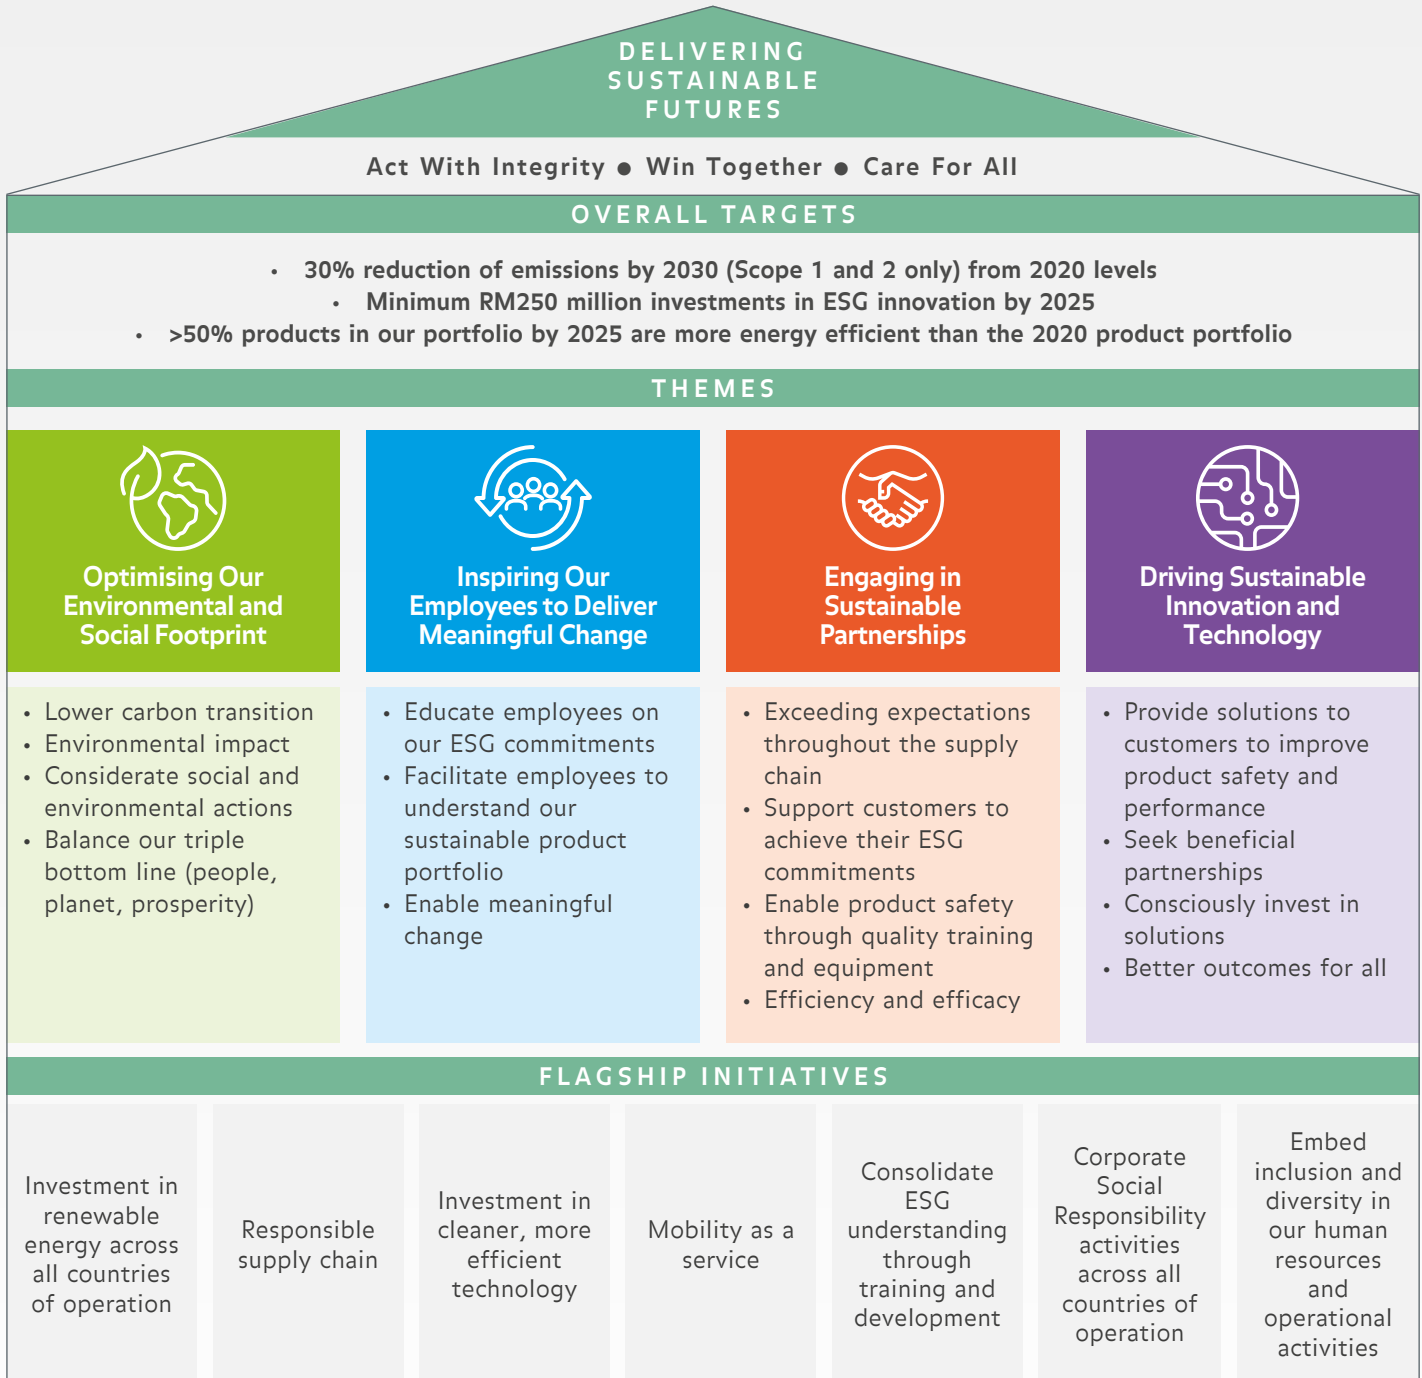 DELIVERING
SUSTAINABLE
FUTURES
Act With Integrity ● Win Together ● Care For All
OVERALL TARGETS
• 30% reduction of emissions by 2030 (Scope 1 and 2 only) from 2020 levels
• Minimum RM250 million investments in ESG innovation by 2025
• >50% products in our portfolio by 2025 are more energy efficient than the 2020 product portfolio
THEMES
Optimising Our
Environmental and
Social Footprint
• Lower carbon transition
• Environmental impact
• Considerate social and
environmental actions
• Balance our triple
bottom line (people,
planet, prosperity)
Inspiring Our
Employees to Deliver
Meaningful Change
• Educate employees on
our ESG commitments
• Facilitate employees to
understand our
sustainable product
portfolio
• Enable meaningful
change
Engaging in
Sustainable
Partnerships
• Exceeding expectations
throughout the supply
chain
• Support customers to
achieve their ESG
commitments
• Enable product safety
through quality training
and equipment
• Efficiency and efficacy
Driving Sustainable
Innovation and
Technology
• Provide solutions to
customers to improve
product safety and
performance
• Seek beneficial
partnerships
• Consciously invest in
solutions
• Better outcomes for all
FLAGSHIP INITIATIVES
Investment in
renewable
energy across
all countries
of operation
Responsible
supply chain
Investment in
cleaner, more
efficient
technology
Mobility as a
service
Consolidate
ESG
understanding
through
training and
development
Corporate
Social
Responsibility
activities
across all
countries of
operation
Embed
inclusion and
diversity in
our human
resources
and
operational
activities